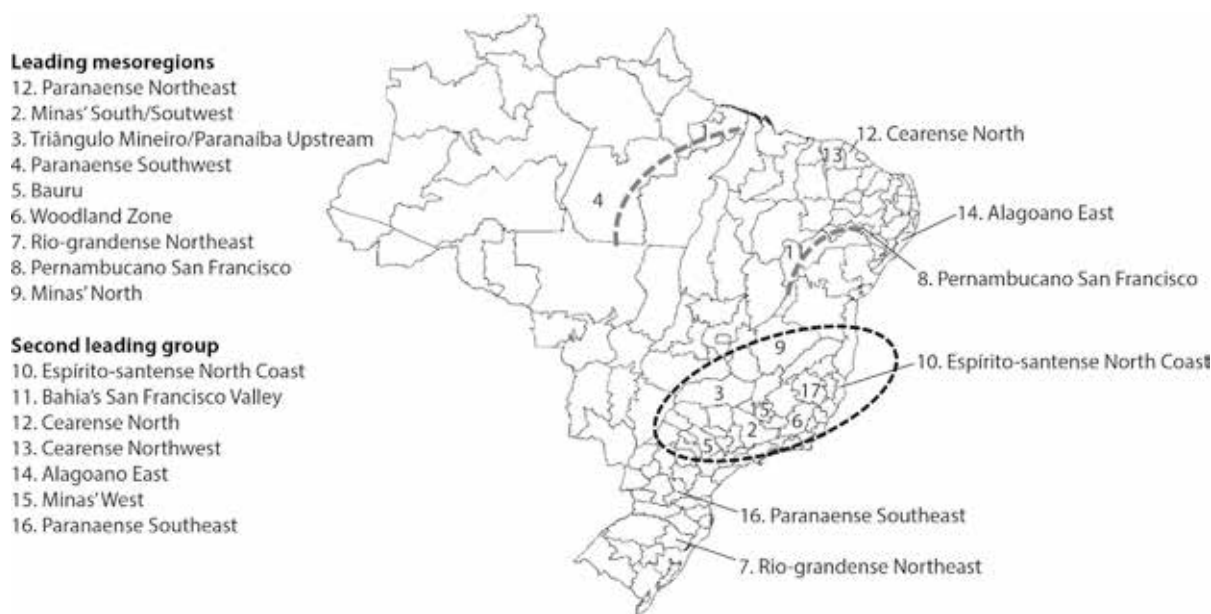 Leading mesoregions
12. Paranaense Northeast
2. Minas' South/Soutwest
3. Triângulo Mineiro/Paranaíba Upstream
4. Paranaense Southwest
5. Bauru
6. Woodland Zone
7. Rio-grandense Northeast
8. Pernambucano San Francisco
9. Minas' North
Second leading group
10. Espírito-santense North Coast
11. Bahia's San Francisco Valley
12. Cearense North
13. Cearense Northwest
14. Alagoano East
15. Minas' West
16. Paranaense Southeast
1
12. Cearense North
13
4
14. Alagoano East
1
8. Pernambucano San Francisco
9
10. Espírito-santense North Coast
3
17
15
6
2
5
16. Paranaense Southeast
7. Rio-grandense Northeast